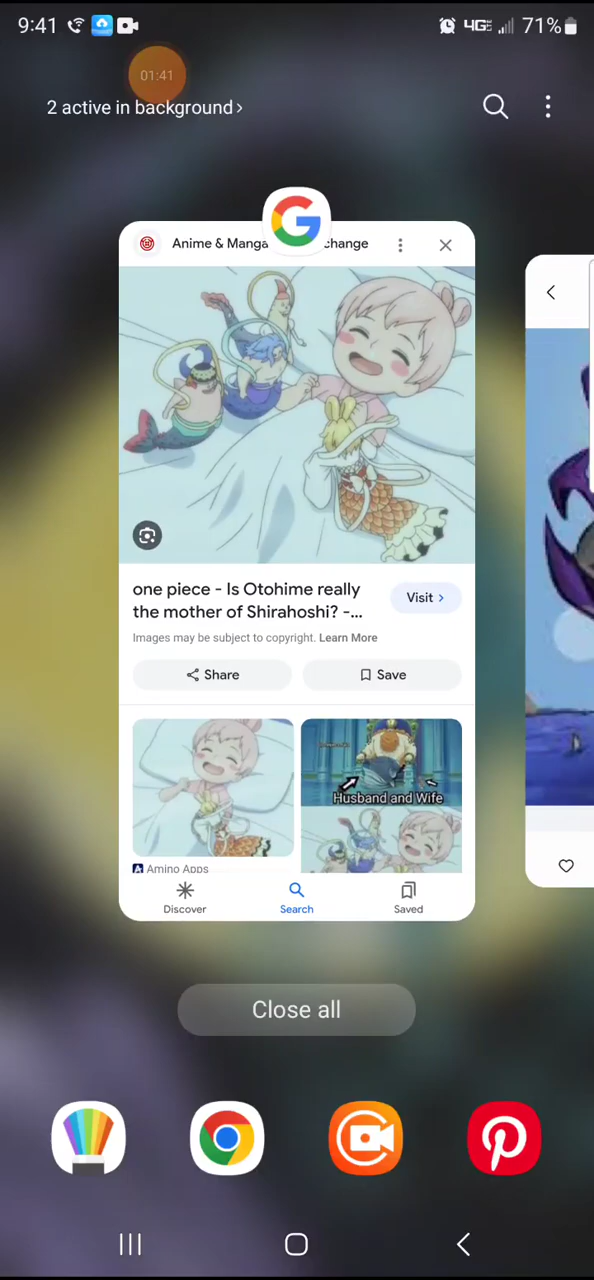 9:41
4GE 71%
01:41
2 active in background>
Anime & Manga change
one piece - Is Otohime really
the mother of Shirahoshi? -...
Visit >
Images may be subject to copyright. Learn More
Share
Save
Husband and Wife
Amino Apps
Discover
Search
Saved
Close all